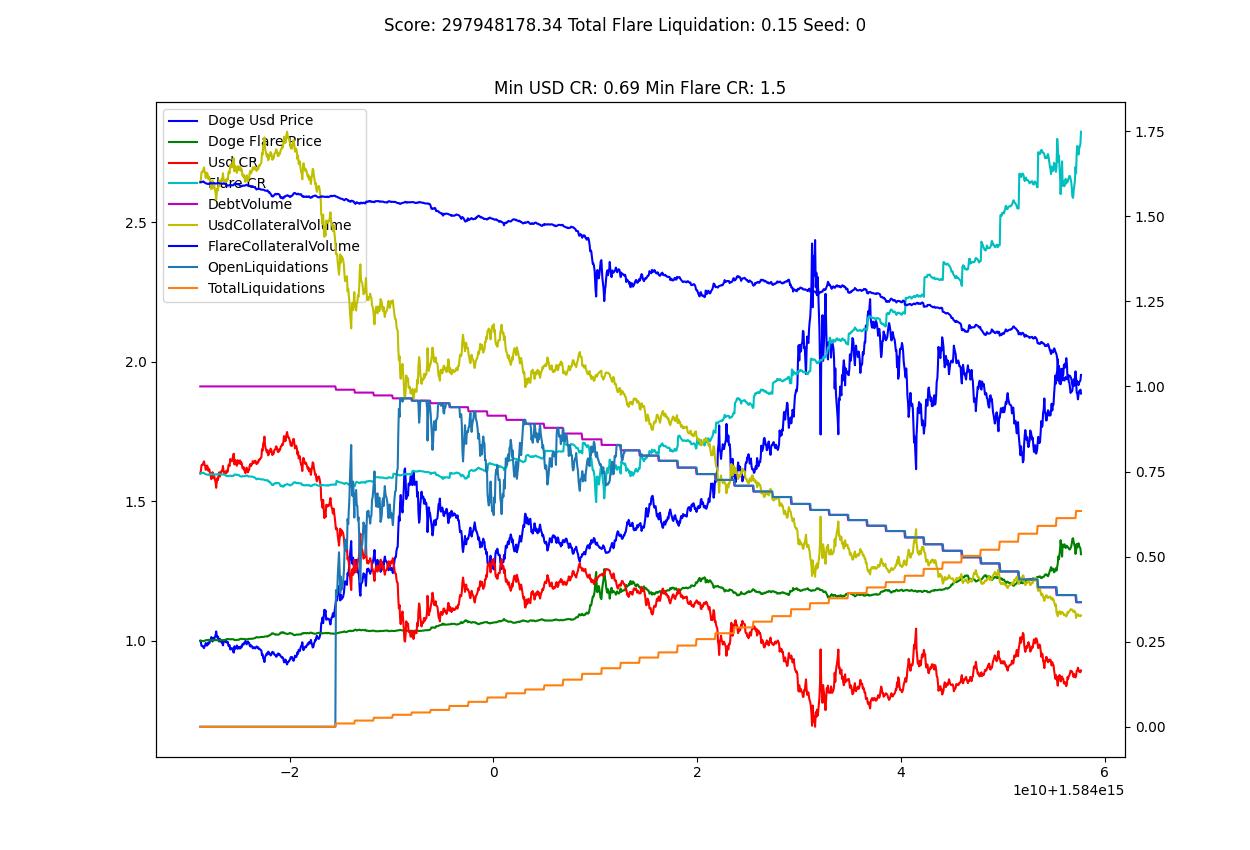 Score: 297948178.34 Total Flare Liquidation: 0.15 Seed: 0
Min USD CR: 0.69 Min Flare CR: 1.5
Doge Usd Price
Doge Flare Price
Usd CR
Flare CR
DebtVolume
UsdCollateralVolume
FlareCollateralVolume
OpenLiquidations
TotalLiquidations
2.5
2.0
1.5
1.0
1.75
1.50
1.25
1.00
0.75
0.50
0.25
0.00
−2 0 2 4 6
1e10+1.584e15